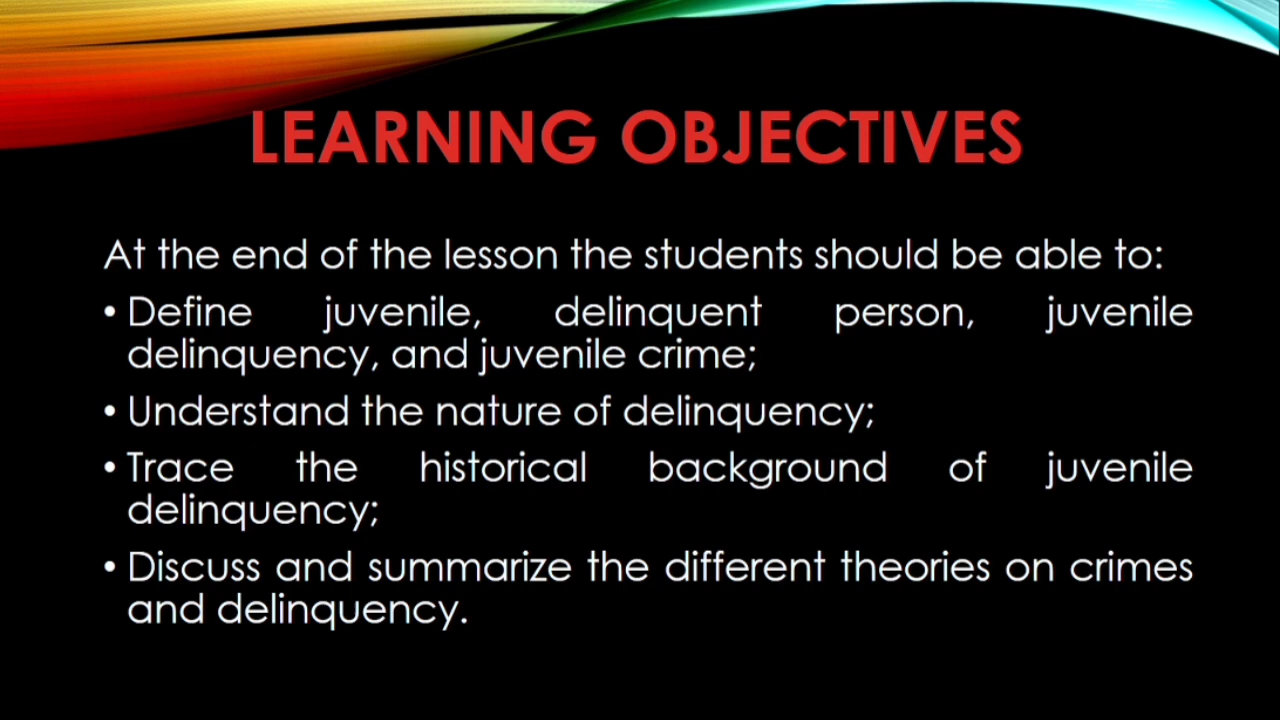 LEARNING OBJECTIVES
At the end of the lesson the students should be able to:
• Define juvenile, delinquent person, juvenile
delinquency, and juvenile crime;
• Understand the nature of delinquency;
• Trace the historical background of juvenile
delinquency;
• Discuss and summarize the different theories on crimes
and delinquency.